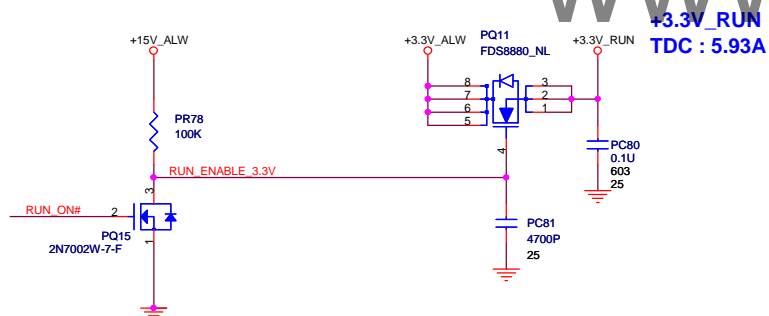 WWW
+3.3V_RUN
TDC : 5.93A
+15V_ALW
PR78
100K
RUN_ENABLE_3.3V
3
RUN_ON#
2
1
PQ15
2N7002W-7-F
+3.3V_ALW
PQ11
FDS8880_NL
+3.3V_RUN
8
7
6
5
3
2
1
4
PC80
0.1U
603
25
PC81
4700P
25